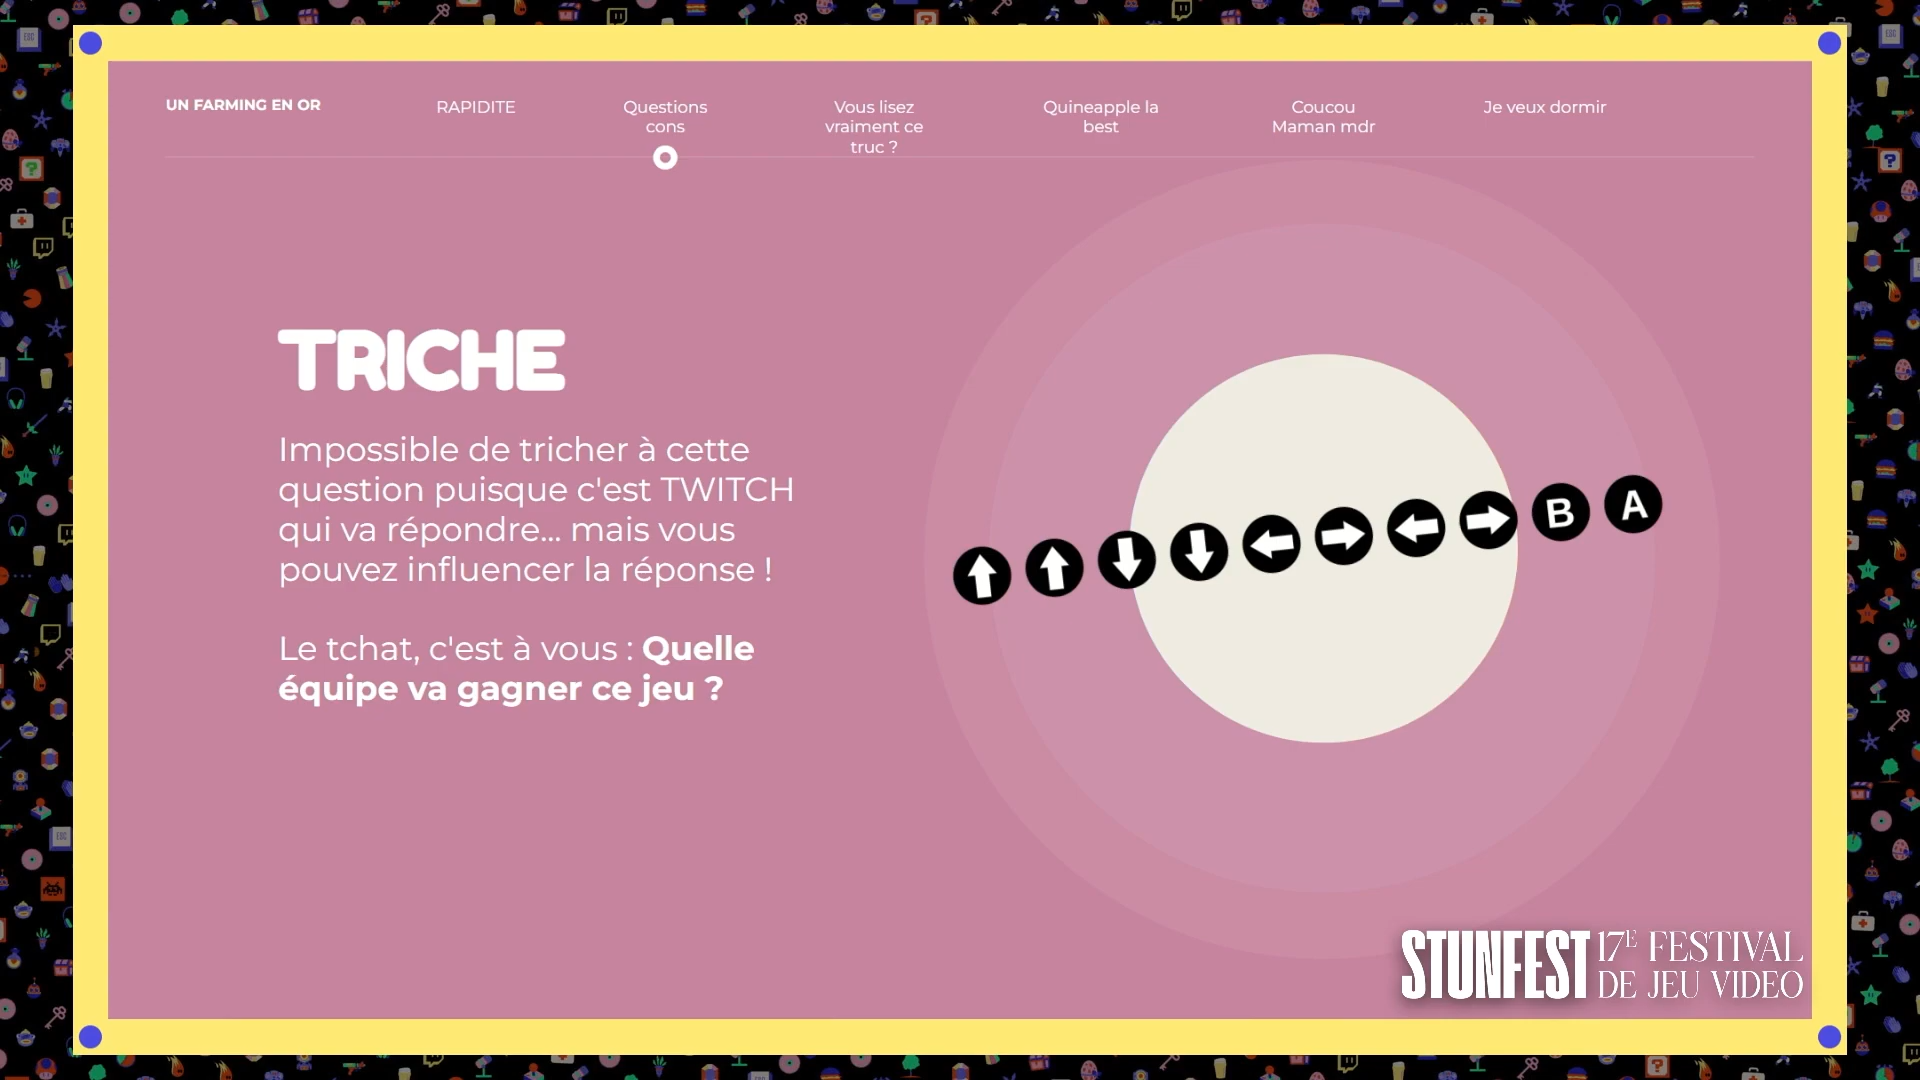 UN FARMING EN OR
RAPIDITE
Questions
cons
Vous lisez
vraiment ce
truc ?
Quineapple la
best
Coucou
Maman mdr
Je veux dormir
TRICHE
Impossible de tricher à cette
question puisque c'est TWITCH
qui va répondre... mais vous
pouvez influencer la réponse !
Le tchat, c'est à vous : Quelle
équipe va gagner ce jeu ?
B A
STUNFEST 17E FESTIVAL
DE JEU VIDEO